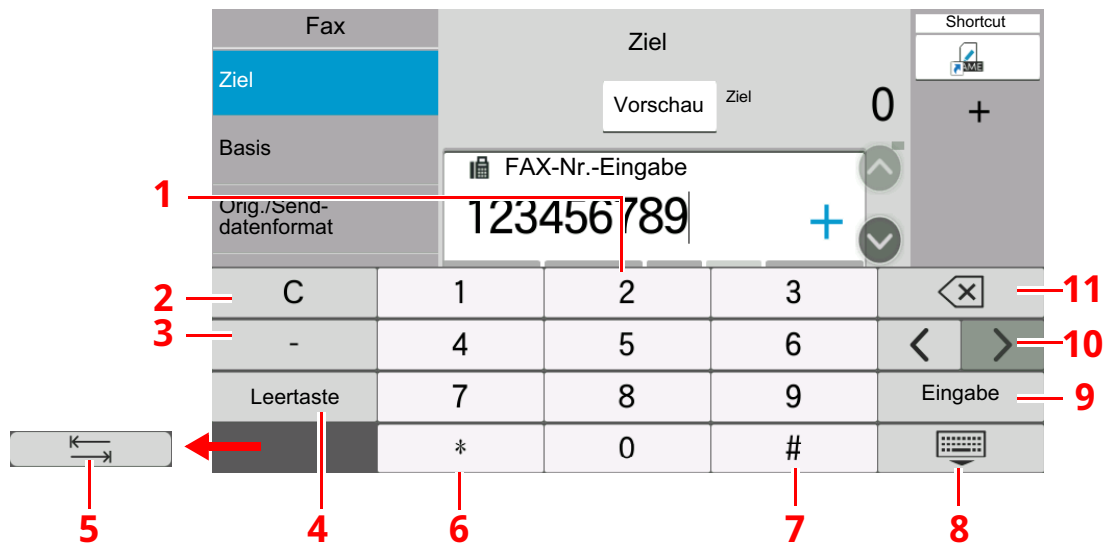 Fax
Ziel
Shortcut
Ziel
Vorschau
Ziel
0
+
Basis
FAX-Nr.-Eingabe
1
Orig./Send-
datenformat
123456789
+
2
C
1
2
3
11
3
-
4
5
6
10
Leertaste
7
8
9
Eingabe
9
*
0
#
5
4
6
7
8